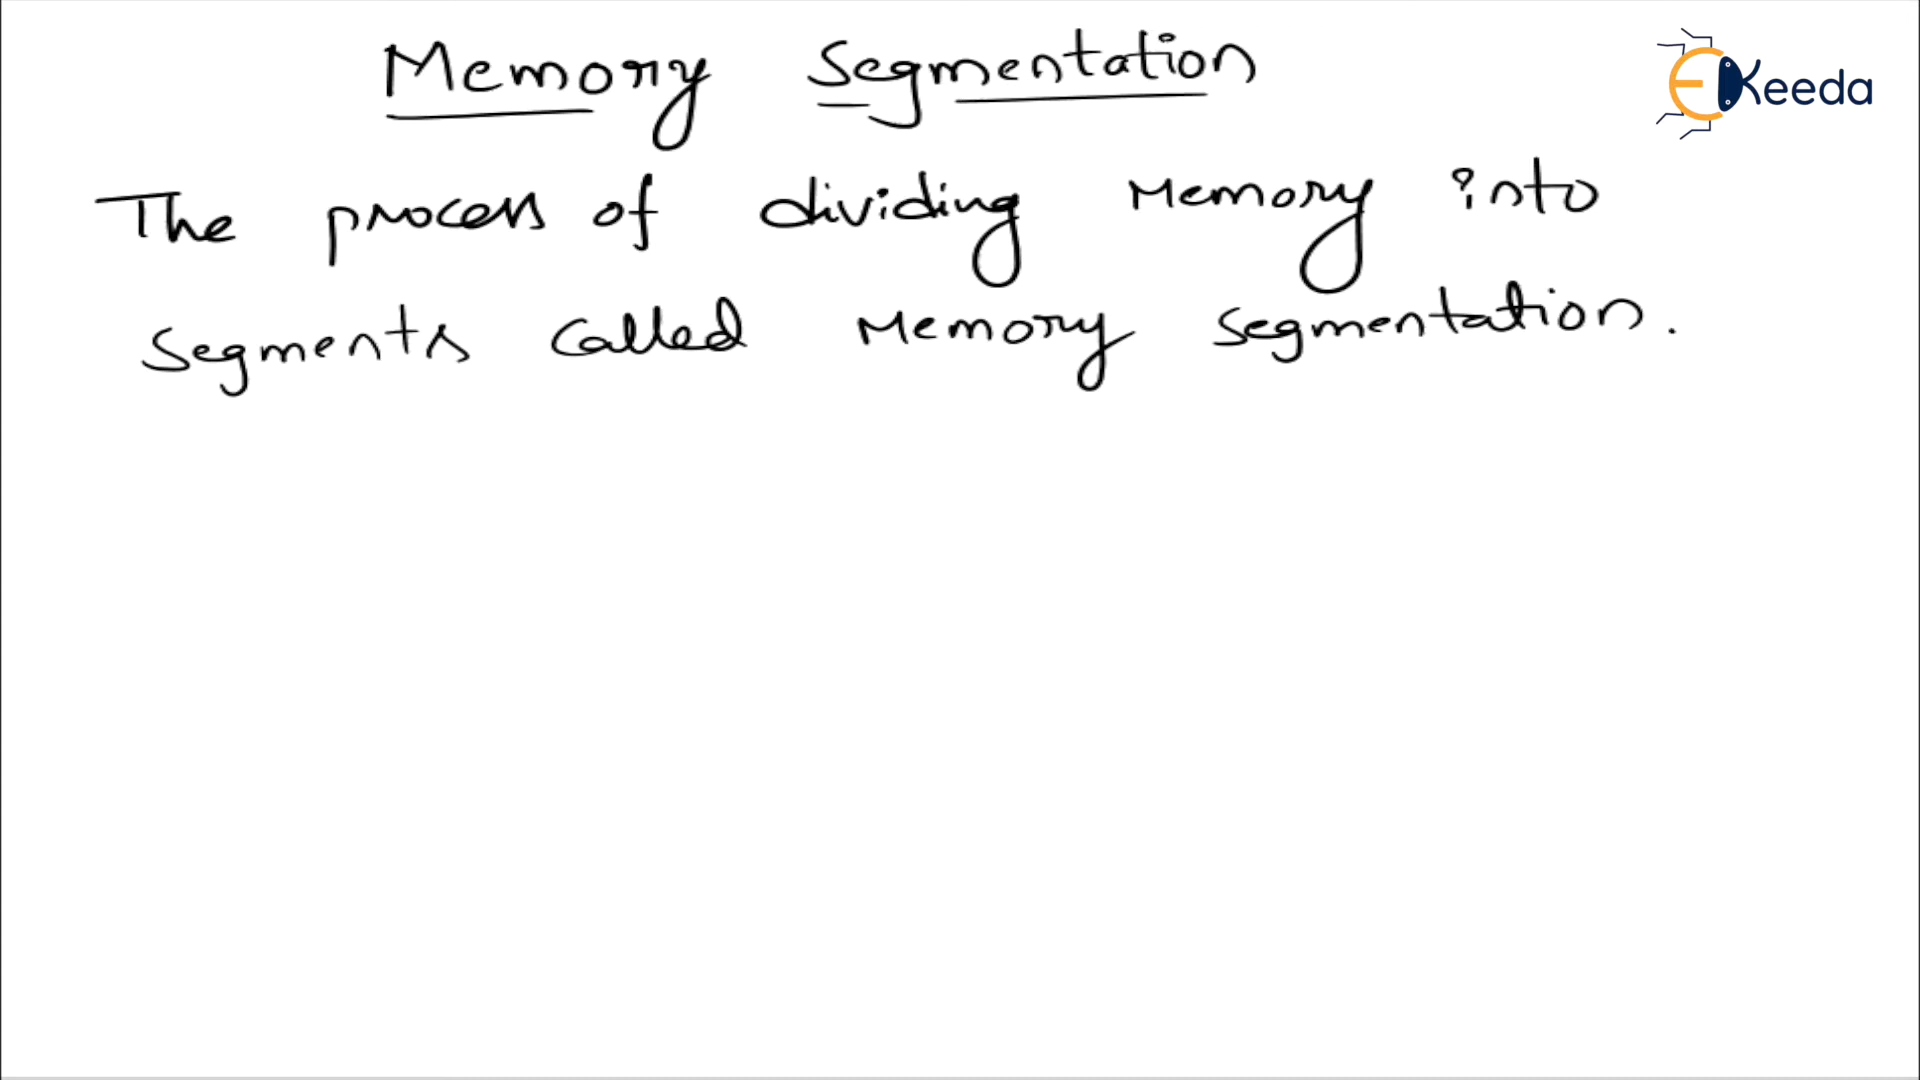 Memory Segmentation
EKeeda
The process of dividing Memory into
Segments called Memory Segmentation.